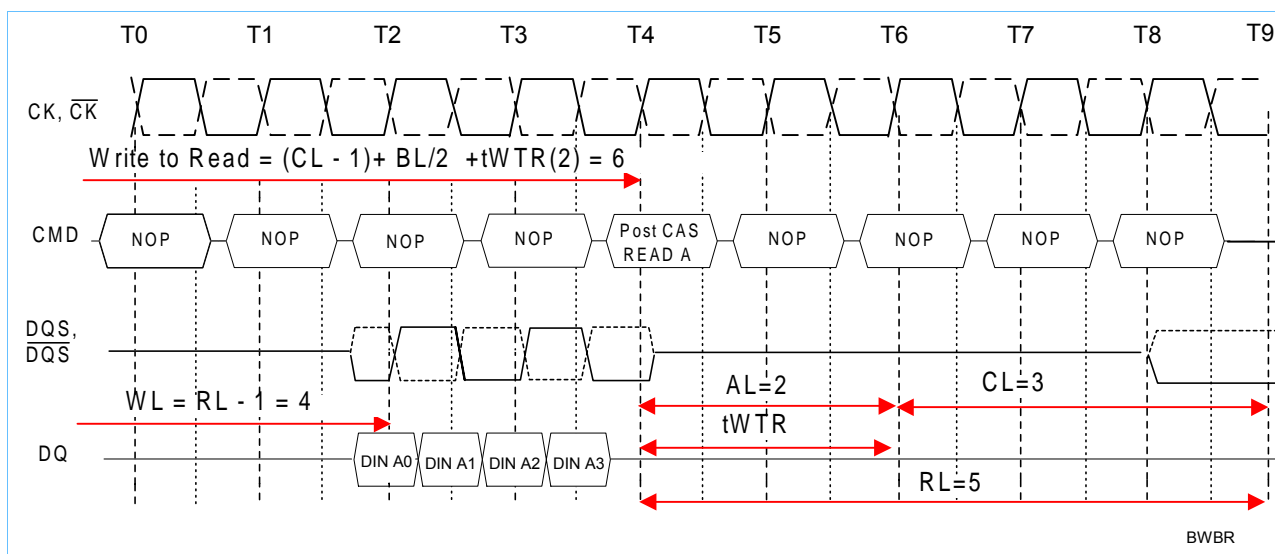 T0 T1 T2 T3 T4 T5 T6 T7 T8 T9
CK, CK
Write to Read = (CL - 1)+ BL/2 +tWTR(2) = 6
CMD NOP NOP NOP NOP Post CAS READ A NOP NOP NOP NOP
DQS,
DQS
AL=2 CL=3
WL = RL - 1 = 4
tWTR
DQ DIN A0 DIN A1 DIN A2 DIN A3
RL=5
BWBR